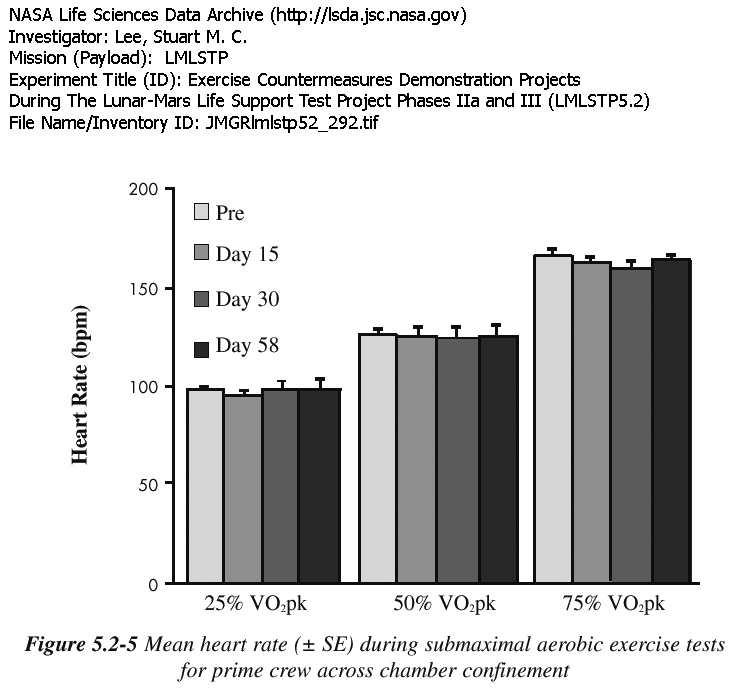 NASA Life Sciences Data Archive (http://lsda.jsc.nasa.gov)
Investigator: Lee, Stuart M. C.
Mission (Payload):  LMLSTP
Experiment Title (ID): Exercise Countermeasures Demonstration Projects
During The Lunar-Mars Life Support Test Project Phases IIa and III (LMLSTP5.2)
File Name/Inventory ID: JMGRlmlstp52_292.tif
200
Pre
Day 15
150
Day 30
Day 58
Heart Rate (bpm)
100
50
0
25% VO₂pk
50% VO₂pk
75% VO₂pk
Figure 5.2-5 Mean heart rate (± SE) during submaximal aerobic exercise tests
for prime crew across chamber confinement